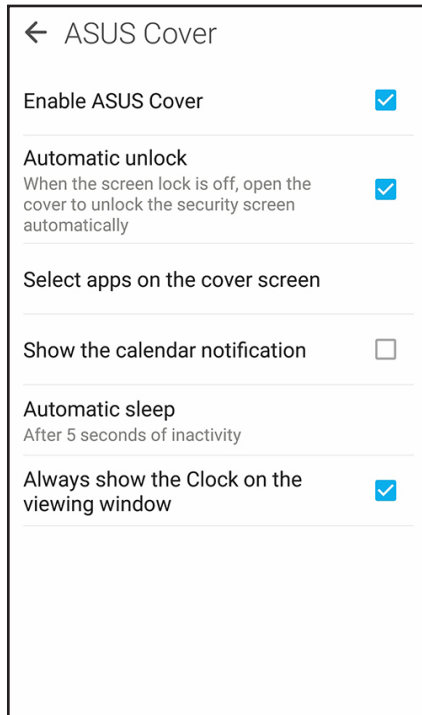 ASUS Cover
Enable ASUS Cover
Automatic unlock
When the screen lock is off, open the
cover to unlock the security screen
automatically
Select apps on the cover screen
Show the calendar notification
Automatic sleep
After 5 seconds of inactivity
Always show the Clock on the
viewing window